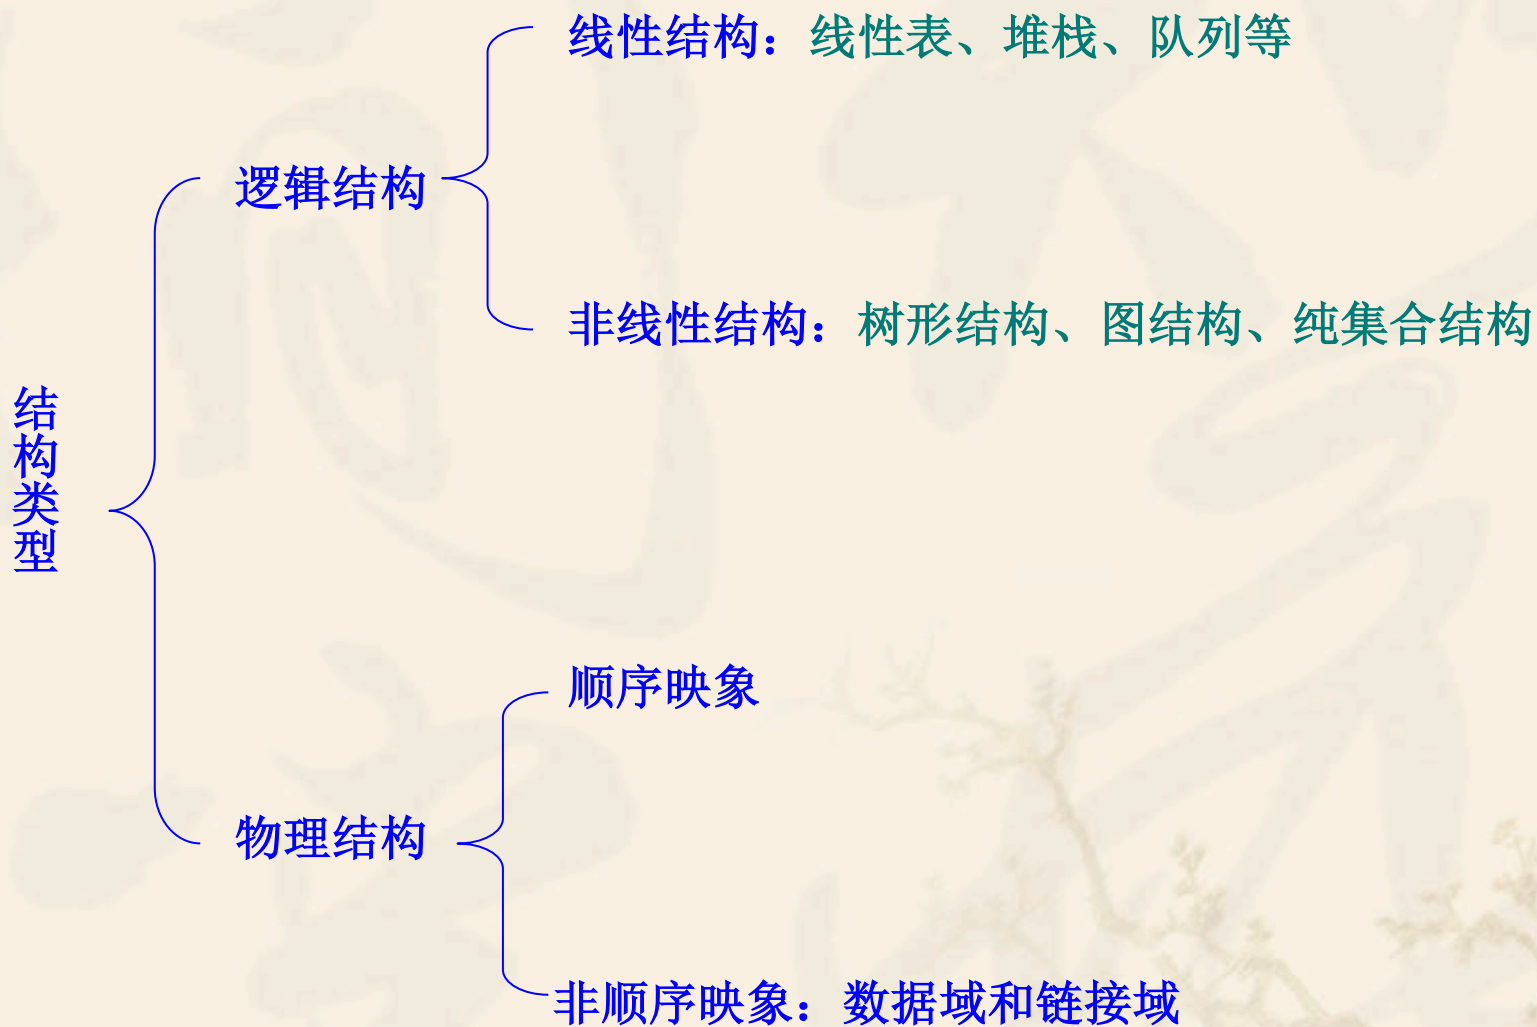 线性结构：线性表、堆栈、队列等
逻辑结构
非线性结构：树形结构、图结构、纯集合结构
结构类型
顺序映象
物理结构
非顺序映象：数据域和链接域